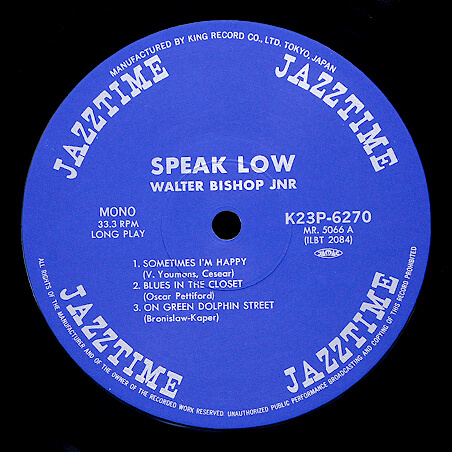 MANUFACTURED BY KING RECORD CO., LTD. TOKYO, JAPAN
JAZZTIME
JAZZTIME
SPEAK LOW
WALTER BISHOP JNR
MONO
33.3 RPM
LONG PLAY
K23P-6270
MR. 5066 A
(ILBT 2084)
1. SOMETIMES I'M HAPPY
(V. Youmons, Cesear)
2. BLUES IN THE CLOSET
(Oscar Pettiford)
3. ON GREEN DOLPHIN STREET
(Bronislaw-Kaper)
JAZZTIME
JAZZTIME
ALL RIGHTS OF THE MANUFACTURER AND OF THE OWNER OF THE RECORDED WORK RESERVED. UNAUTHORIZED PUBLIC PERFORMANCE BROADCASTING AND COPYING OF THIS RECORD PROHIBITED